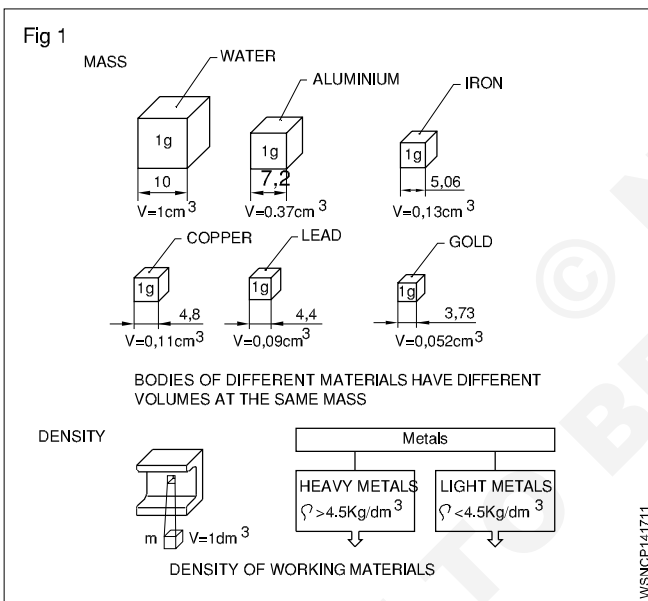 Fig 1
MASS
WATER
ALUMINIUM
IRON
1g
1g
1g
10
7,2
5,06
V=1cm³
V=0.37cm³
V=0,13cm³
COPPER
LEAD
GOLD
1g
1g
1g
4,8
4,4
3,73
V=0,11cm³
V=0,09cm³
V=0,052cm³
BODIES OF DIFFERENT MATERIALS HAVE DIFFERENT
VOLUMES AT THE SAME MASS
DENSITY
Metals
HEAVY METALS
LIGHT METALS
ρ>4.5Kg/dm³
ρ<4.5Kg/dm³
m V=1dm³
DENSITY OF WORKING MATERIALS
WSNCP141711